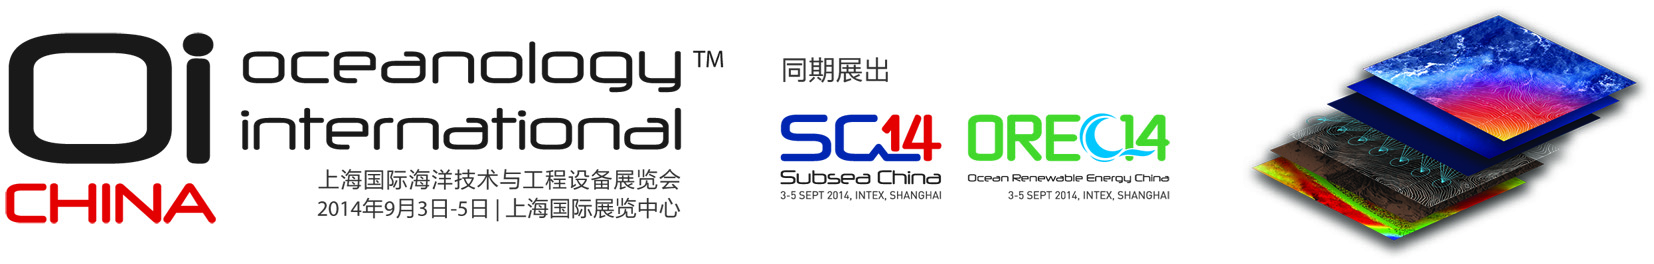 Oi
CHINA
oceanology ™
international
上海国际海洋技术与工程设备展览会
2014年9月3日-5日 | 上海国际展览中心
同期展出
SC14
Subsea China
3-5 SEPT 2014, INTEX, SHANGHAI
OREC14
Ocean Renewable Energy China
3-5 SEPT 2014, INTEX, SHANGHAI